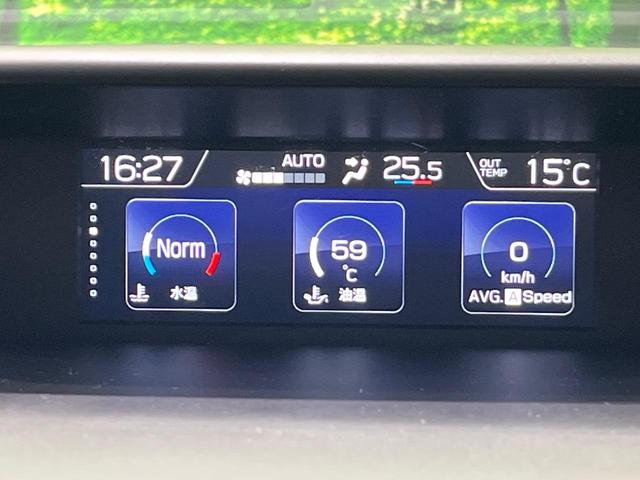 16:27 AUTO 25.5 OUT TEMP 15°C
Norm
水温
59
°C
油温
0
km/h
AVG. A Speed